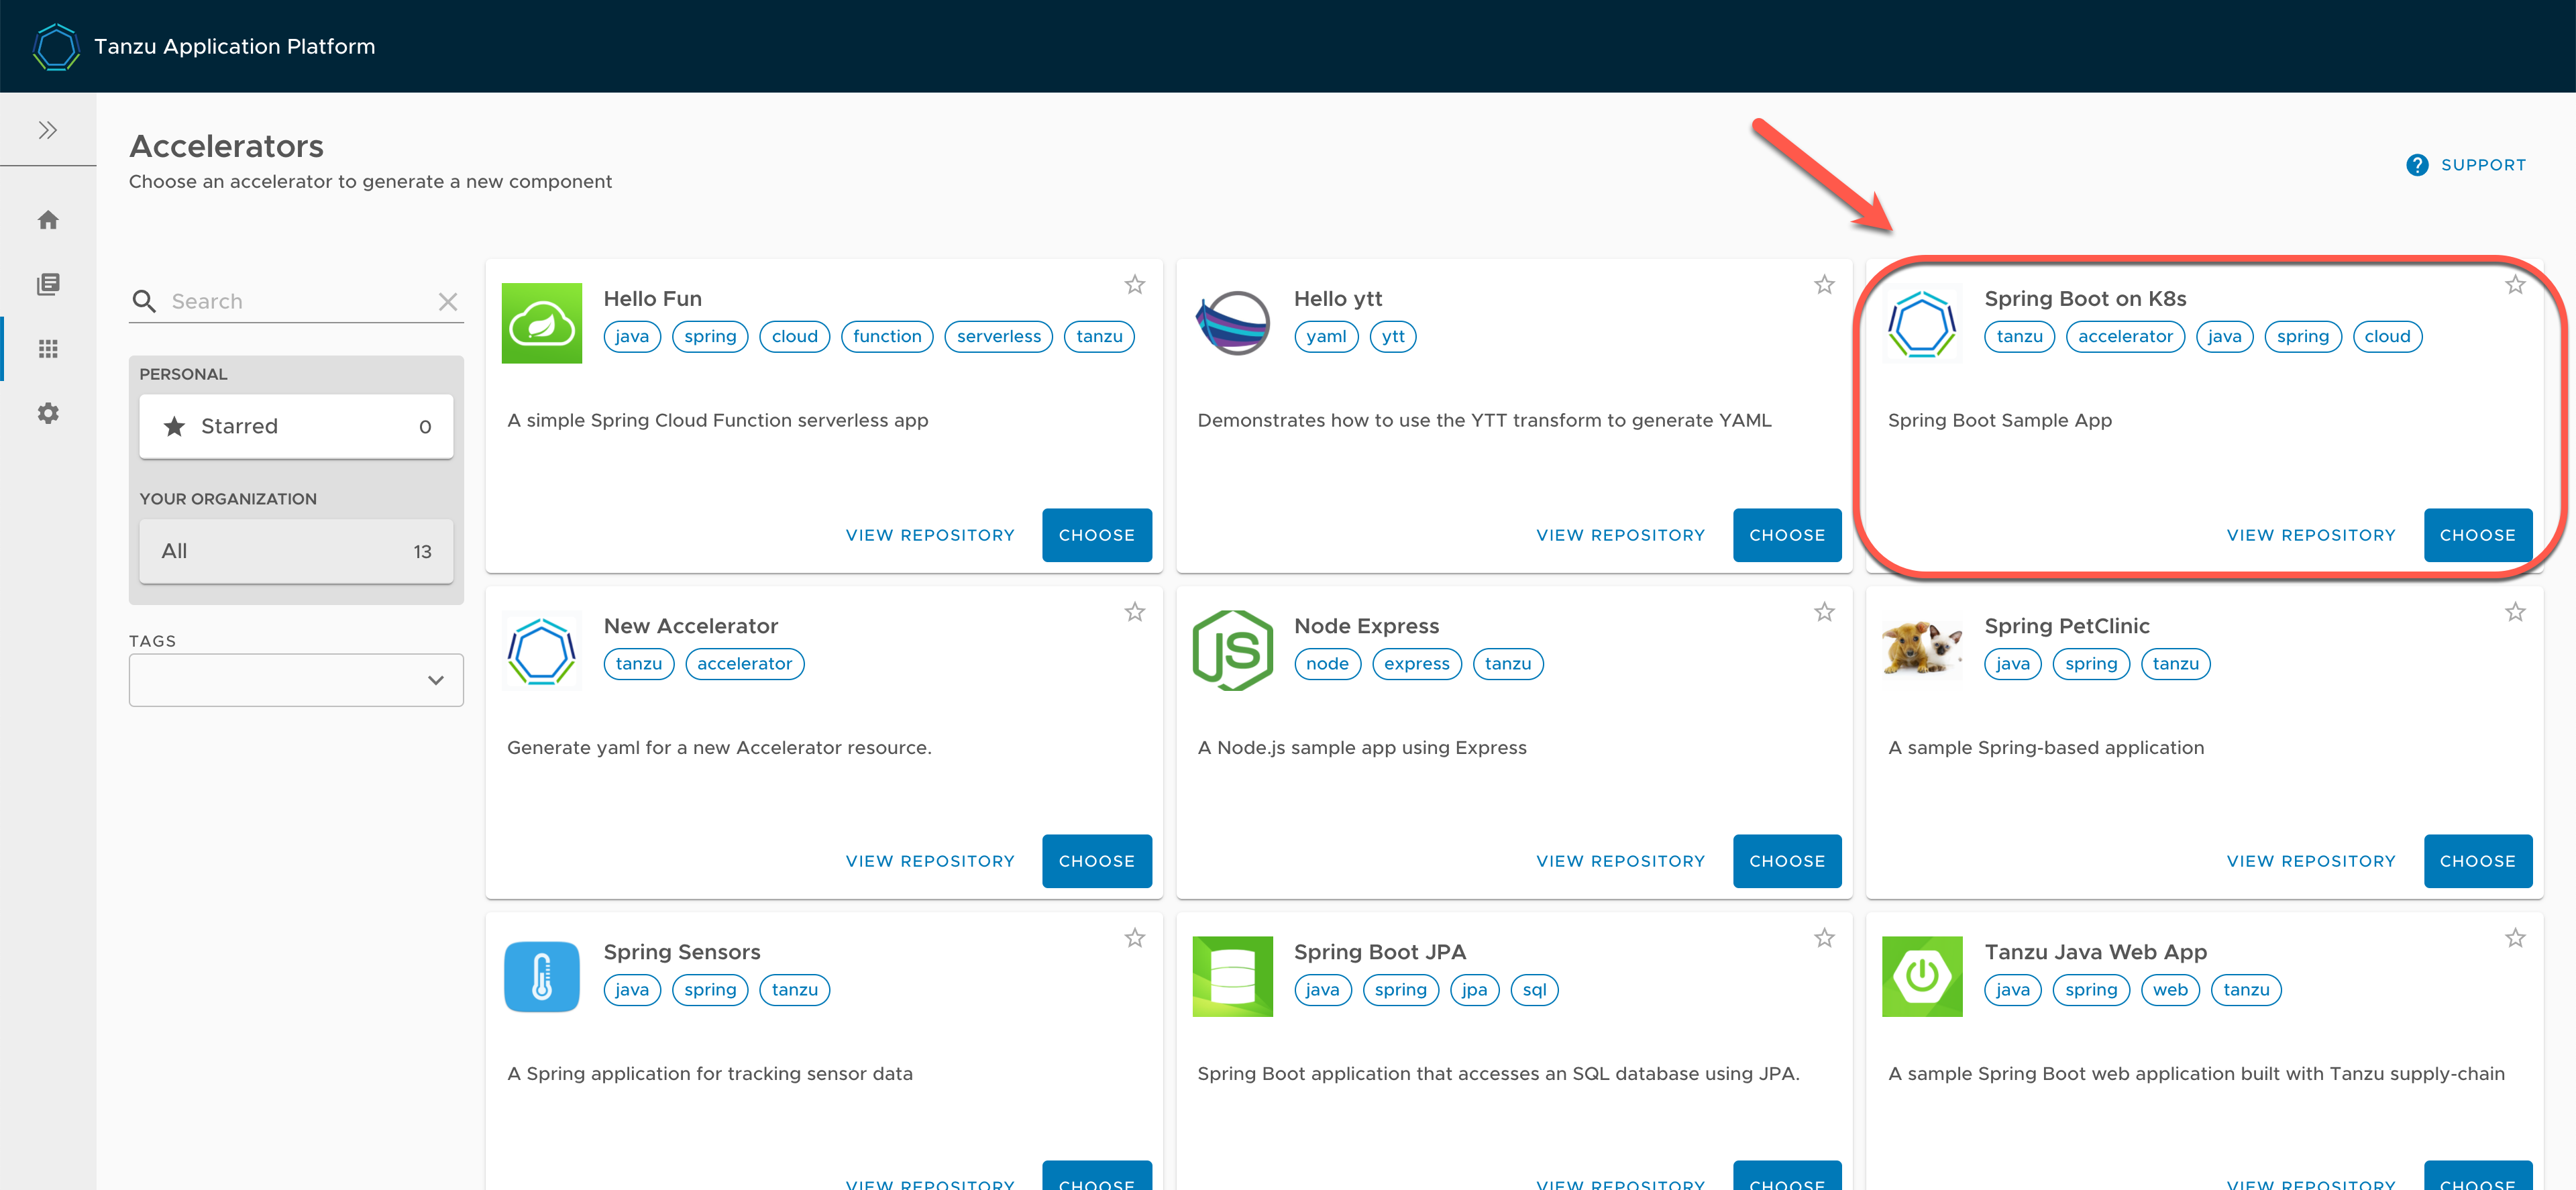 Tanzu Application Platform
Accelerators
Choose an accelerator to generate a new component
SUPPORT
Search
PERSONAL
Starred 0
YOUR ORGANIZATION
All 13
TAGS
Hello Fun
java spring cloud function serverless tanzu
A simple Spring Cloud Function serverless app
VIEW REPOSITORY CHOOSE
Hello ytt
yaml ytt
Demonstrates how to use the YTT transform to generate YAML
VIEW REPOSITORY CHOOSE
Spring Boot on K8s
tanzu accelerator java spring cloud
Spring Boot Sample App
VIEW REPOSITORY CHOOSE
New Accelerator
tanzu accelerator
Generate yaml for a new Accelerator resource.
VIEW REPOSITORY CHOOSE
Node Express
node express tanzu
A Node.js sample app using Express
VIEW REPOSITORY CHOOSE
Spring PetClinic
java spring tanzu
A sample Spring-based application
VIEW REPOSITORY CHOOSE
Spring Sensors
java spring tanzu
A Spring application for tracking sensor data
VIEW REPOSITORY CHOOSE
Spring Boot JPA
java spring jpa sql
Spring Boot application that accesses an SQL database using JPA.
VIEW REPOSITORY CHOOSE
Tanzu Java Web App
java spring web tanzu
A sample Spring Boot web application built with Tanzu supply-chain
VIEW REPOSITORY CHOOSE